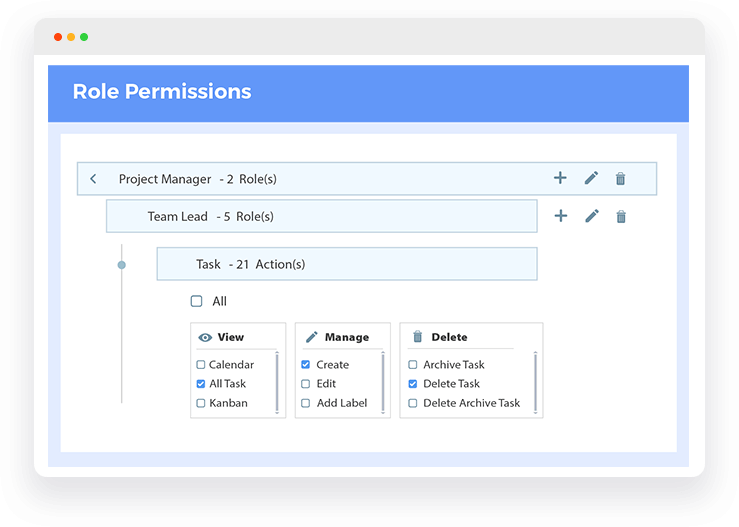 Role Permissions
Project Manager - 2 Role(s)
Team Lead - 5 Role(s)
Task - 21 Action(s)
All
View
Calendar
All Task
Kanban
Manage
Create
Edit
Add Label
Delete
Archive Task
Delete Task
Delete Archive Task